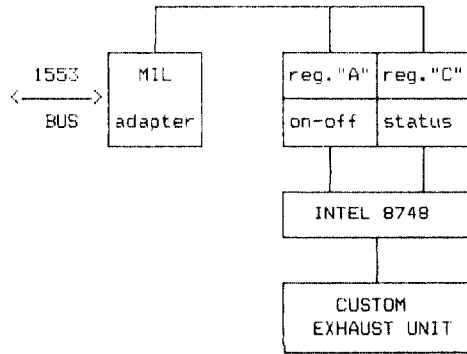 1553
BUS
MIL
adapter
reg."A"
reg."C"
on-off
status
INTEL 8748
CUSTOM
EXHAUST UNIT